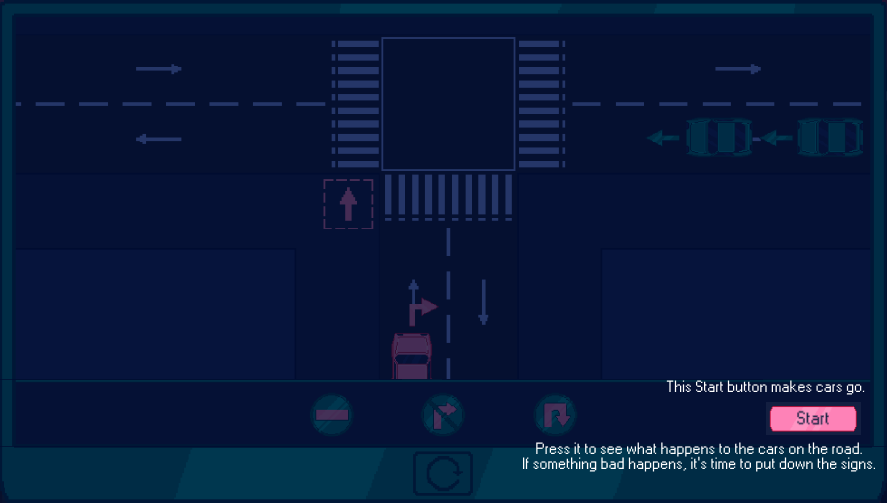 This Start button makes cars go.
Start
Press it to see what happens to the cars on the road.
If something bad happens, it's time to put down the signs.